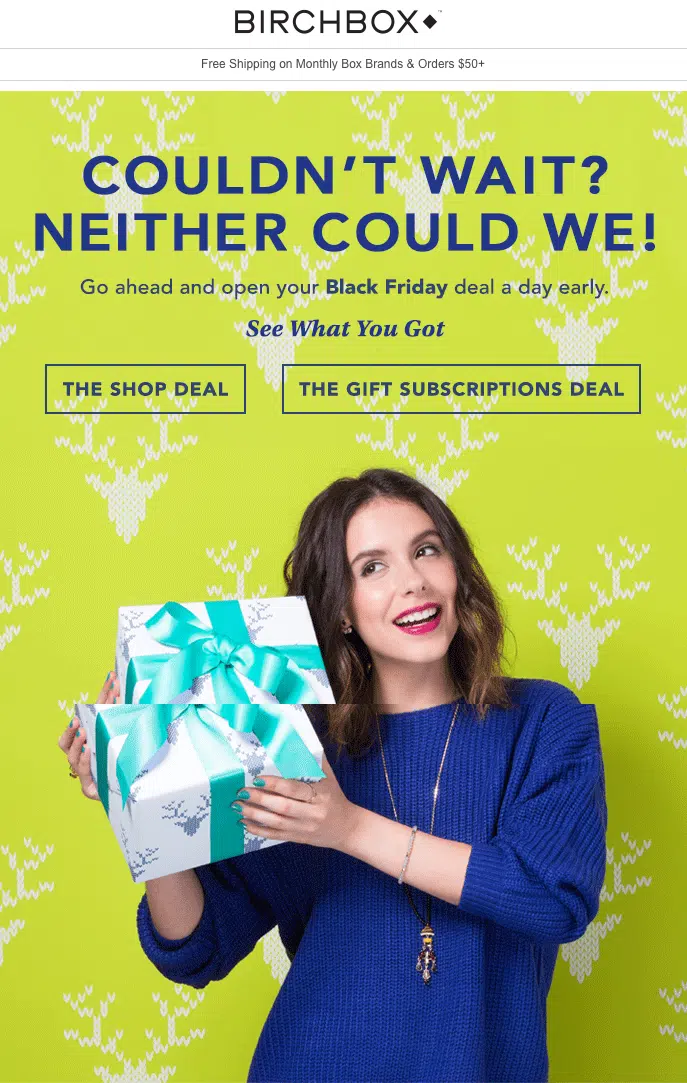 BIRCHBOX◆™
Free Shipping on Monthly Box Brands & Orders $50+
COULDN'T WAIT?
NEITHER COULD WE!
Go ahead and open your Black Friday deal a day early.
See What You Got
THE SHOP DEAL
THE GIFT SUBSCRIPTIONS DEAL